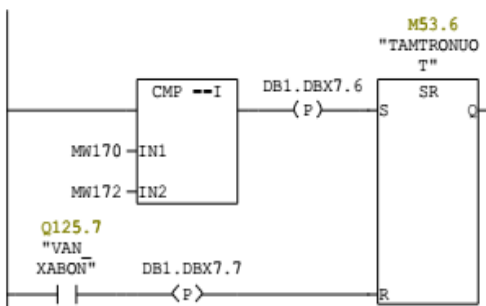 M53.6
"TAMTRONUO
T"
DB1.DBX7.6
CMP ==I
SR
(P)
S
Q
MW170
IN1
MW172
IN2
Q125.7
"VAN_
XABON"
DB1.DBX7.7
(P)
R